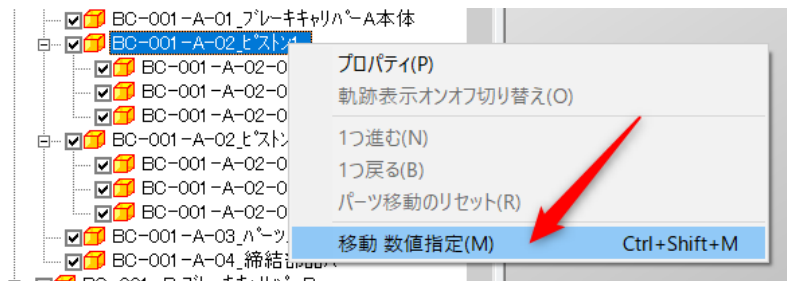 BC-001-A-01_ﾌﾞﾚｰｷｷｬﾘﾊﾟｰA本体
BC-001-A-02_ﾋﾟｽﾄﾝ1
BC-001-A-02-0
BC-001-A-02-0
BC-001-A-02-0
BC-001-A-02_ﾋﾟｽﾄﾝ
BC-001-A-02-0
BC-001-A-02-0
BC-001-A-02-0
BC-001-A-03_ﾊﾟｰﾂ
BC-001-A-04_締結部品
プロパティ(P)
軌跡表示オンオフ切り替え(O)
1つ進む(N)
1つ戻る(B)
パーツ移動のリセット(R)
移動 数値指定(M) Ctrl+Shift+M